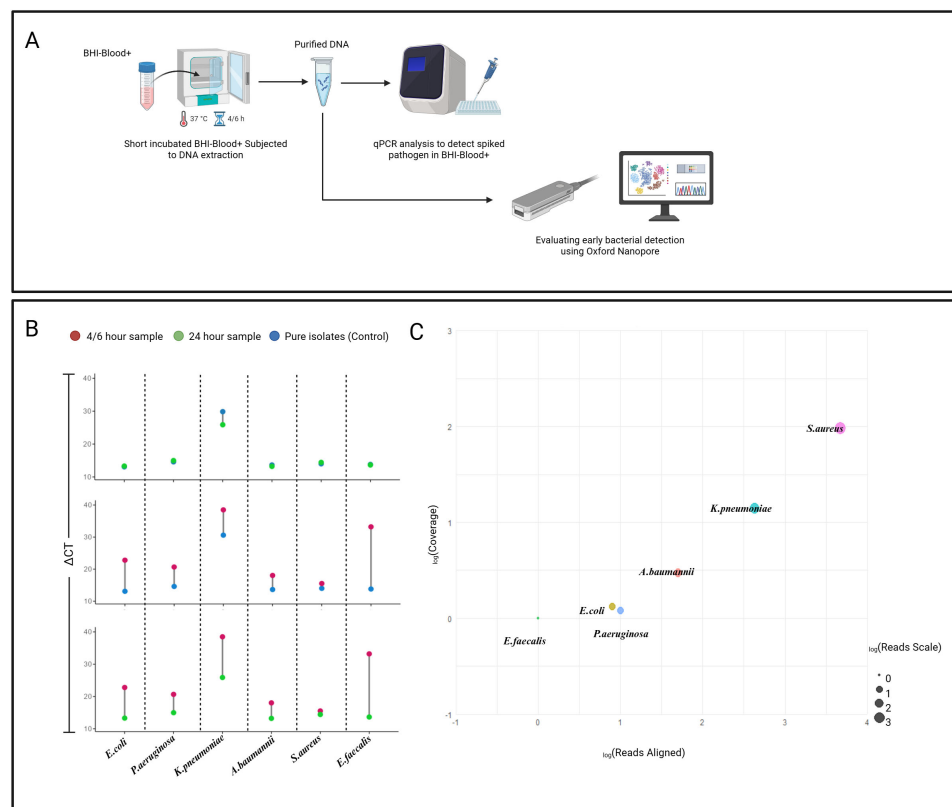 A
BHI-Blood+
37 °C
4/6 h
Short incubated BHI-Blood+ Subjected
to DNA extraction
Purified DNA
qPCR analysis to detect spiked
pathogen in BHI-Blood+
Evaluating early bacterial detection
using Oxford Nanopore
B
4/6 hour sample
24 hour sample
Pure isolates (Control)
ΔCT
40
30
20
10
40
30
20
10
40
30
20
10
E.coli
P.aeruginosa
K.pneumoniae
A.baumannii
S.aureus
E.faccalis
C
log(Coverage)
3
2
1
0
-1
S.aureus
K.pneumoniae
A.baumannii
E.coli
P.aeruginosa
E.faecalis
-1
0
1
2
3
4
log(Reads Aligned)
log(Reads Scale)
0
1
2
3